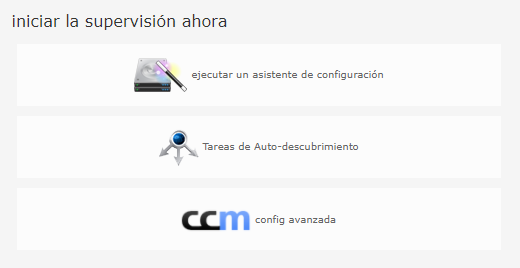 iniciar la supervisión ahora
ejecutar un asistente de configuración
Tareas de Auto-descubrimiento
ccm config avanzada